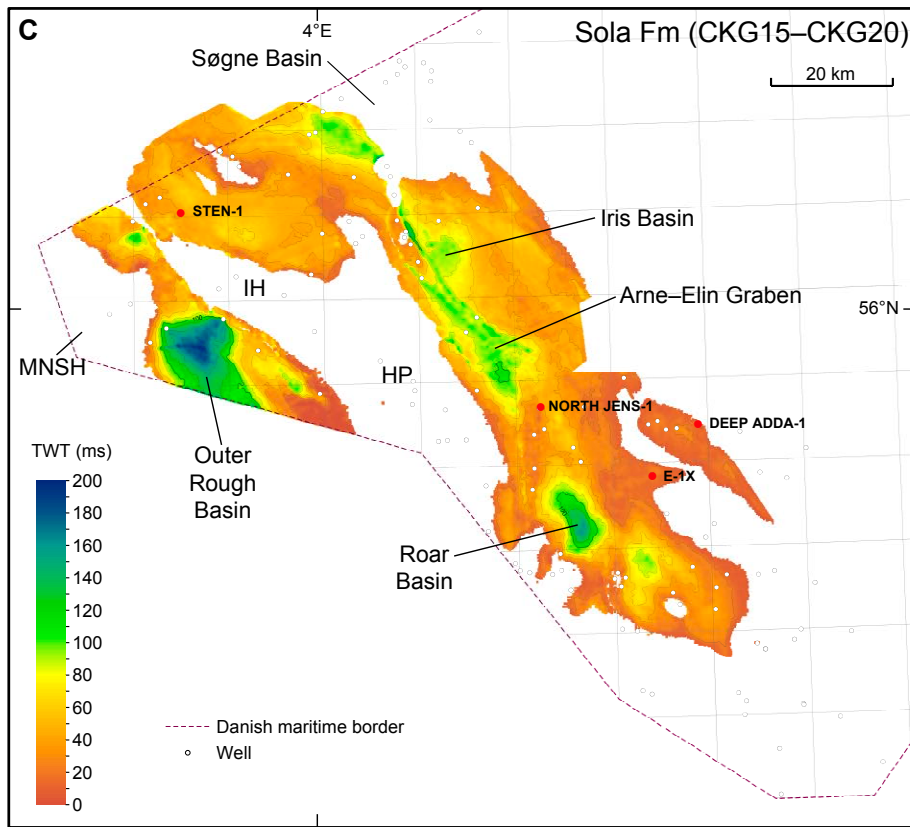 C
4°E
Sola Fm (CKG15–CKG20)
Søgne Basin
20 km
STEN-1
Iris Basin
IH
Arne–Elin Graben
56°N
MNSH
HP
NORTH JENS-1
DEEP ADDA-1
TWT (ms)
Outer
Rough
Basin
E-1X
200
180
160
140
120
100
80
60
40
20
0
Roar
Basin
Danish maritime border
Well